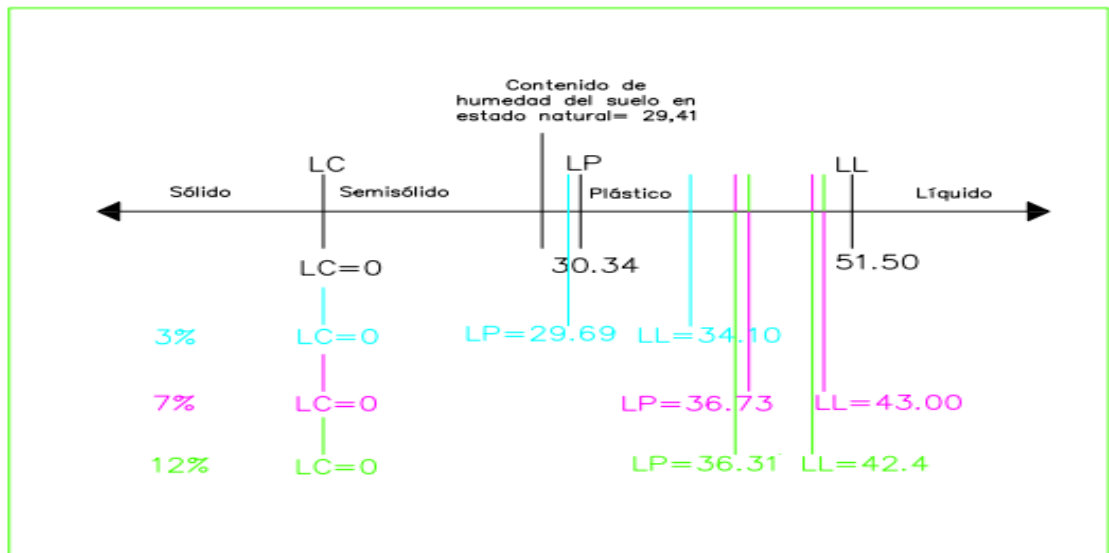 Contenido de
humedad del suelo en
estado natural= 29,41
LC LP LL
Sólido Semisólido Plástico Líquido
LC=0 30.34 51.50
3% LC=0 LP=29.69 LL=34.10
7% LC=0 LP=36.73 LL=43.00
12% LC=0 LP=36.31 LL=42.4